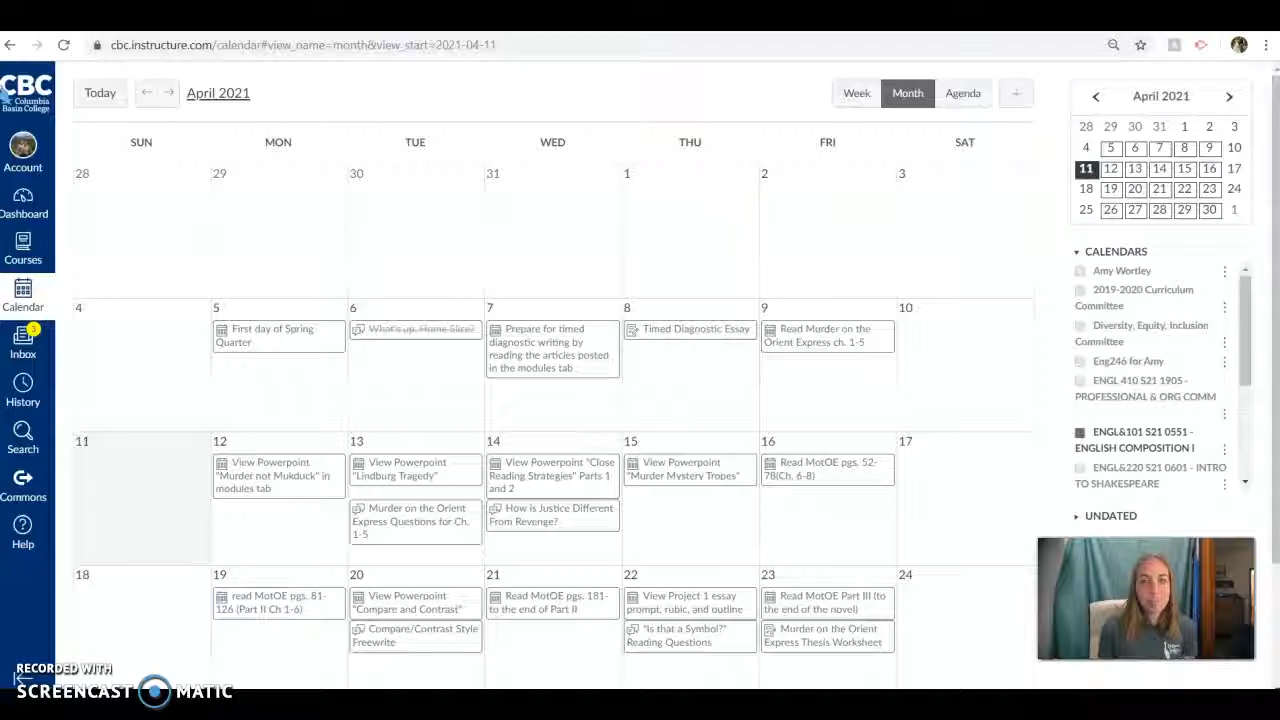 cbc.instructure.com/calendar#view_name=month&view_start=2021-04-11
CBC
Columbia
Basin College
Account
Dashboard
Courses
Calendar
3
Inbox
History
Search
Commons
Help
Today
April 2021
Week
Month
Agenda
+
SUN MON TUE WED THU FRI SAT
28 29 30 31 1 2 3
4 5 6 7 8 9 10
First day of Spring
Quarter
What's up, Home Slice?
Prepare for timed
diagnostic writing by
reading the articles posted
in the modules tab
Timed Diagnostic Essay
Read Murder on the
Orient Express ch. 1-5
11 12 13 14 15 16 17
View Powerpoint
"Murder not Mukduck" in
modules tab
View Powerpoint
"Lindburg Tragedy"
Murder on the Orient
Express Questions for Ch.
1-5
View Powerpoint "Close
Reading Strategies" Parts 1
and 2
How is Justice Different
From Revenge?
View Powerpoint
"Murder Mystery Tropes"
Read MotOE pgs. 52-
78(Ch. 6-8)
18 19 20 21 22 23 24
read MotOE pgs. 81-
126 (Part II Ch 1-6)
View Powerpoint
"Compare and Contrast"
Compare/Contrast Style
Freewrite
Read MotOE pgs. 181-
to the end of Part II
View Project 1 essay
prompt, rubic, and outline
"Is that a Symbol?"
Reading Questions
Read MotOE Part III (to
the end of the novel)
Murder on the Orient
Express Thesis Worksheet
April 2021
28 29 30 31 1 2 3
4 5 6 7 8 9 10
11 12 13 14 15 16 17
18 19 20 21 22 23 24
25 26 27 28 29 30 1
CALENDARS
Amy Wortley
2019-2020 Curriculum
Committee
Diversity, Equity, Inclusion
Committee
Eng246 for Amy
ENGL 410 S21 1905 -
PROFESSIONAL & ORG COMM
ENGL&101 S21 0551 -
ENGLISH COMPOSITION I
ENGL&220 S21 0601 - INTRO
TO SHAKESPEARE
UNDATED
RECORDED WITH
SCREENCAST MATIC